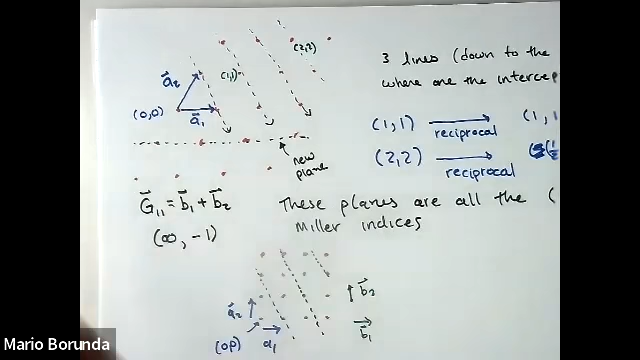 (2,2)
3 lines (down to the
(1,1)
where are the intercep
a₂
(0,0)
a₁
(1,1) reciprocal (1,1
new plane
(2,2) reciprocal
G₁₁ = b₁ + b₂
These planes are all the (
(∞, -1)
Miller indices
a₂
b₂
b₁
a₁
Mario Borunda